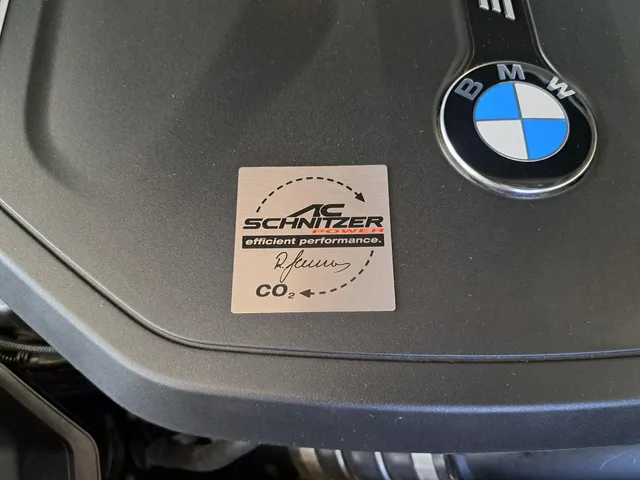 BMW
AC
SCHNITZER
POWER
efficient performance.
CO₂